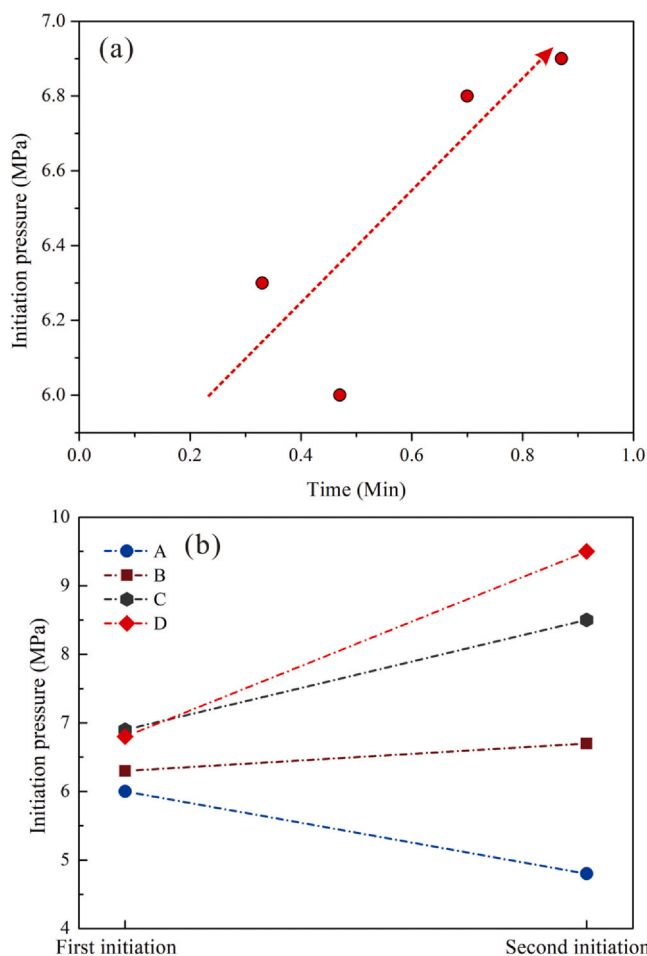 (a)
7.0
6.8
6.6
6.4
6.2
6.0
Initiation pressure (MPa)
0.0 0.2 0.4 0.6 0.8 1.0
Time (Min)
(b)
A
B
C
D
10
9
8
7
6
5
4
Initiation pressure (MPa)
First initiation Second initiation